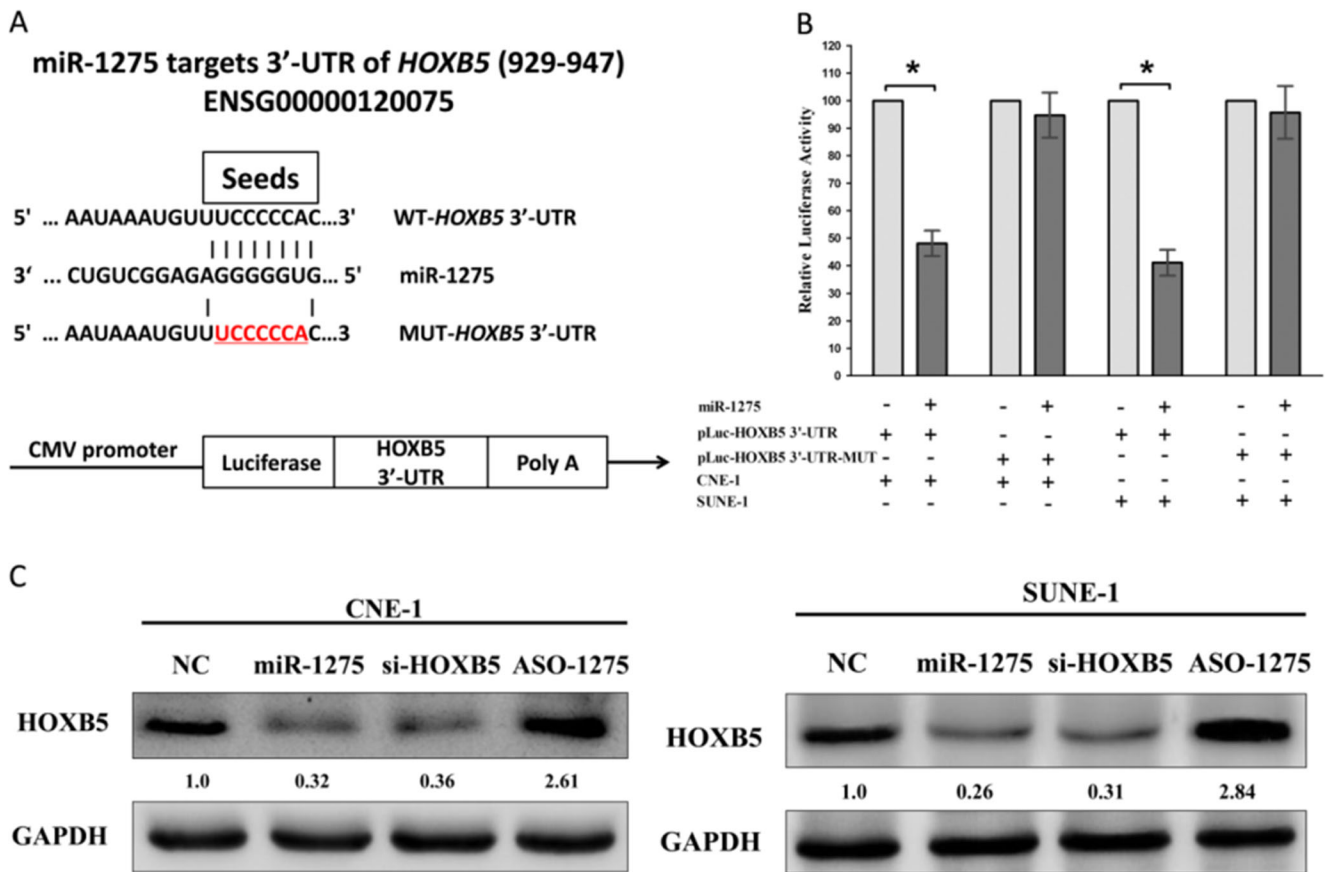 A
miR-1275 targets 3’-UTR of HOXB5 (929-947)
ENSG00000120075
Seeds
5' ... AAUAAAUGUUUCCCCCAC...3' WT-HOXB5 3’-UTR
3‘ ... CUGUCGGAGAGGGGGUG... 5' miR-1275
5' ... AAUAAAUGUUUCCCCCAC...3 MUT-HOXB5 3’-UTR
CMV promoter
Luciferase
HOXB5
3’-UTR
Poly A
B
Relative Luciferase Activity
120
110
100
90
80
70
60
50
40
30
20
10
0
* *
miR-1275 - + - + - + - +
pLuc-HOXB5 3'-UTR + + - - + + - -
pLuc-HOXB5 3'-UTR-MUT - - + + - - + +
CNE-1 + + + + - - - -
SUNE-1 - - - - + + + +
C
CNE-1
NC miR-1275 si-HOXB5 ASO-1275
HOXB5
1.0 0.32 0.36 2.61
GAPDH
SUNE-1
NC miR-1275 si-HOXB5 ASO-1275
HOXB5
1.0 0.26 0.31 2.84
GAPDH